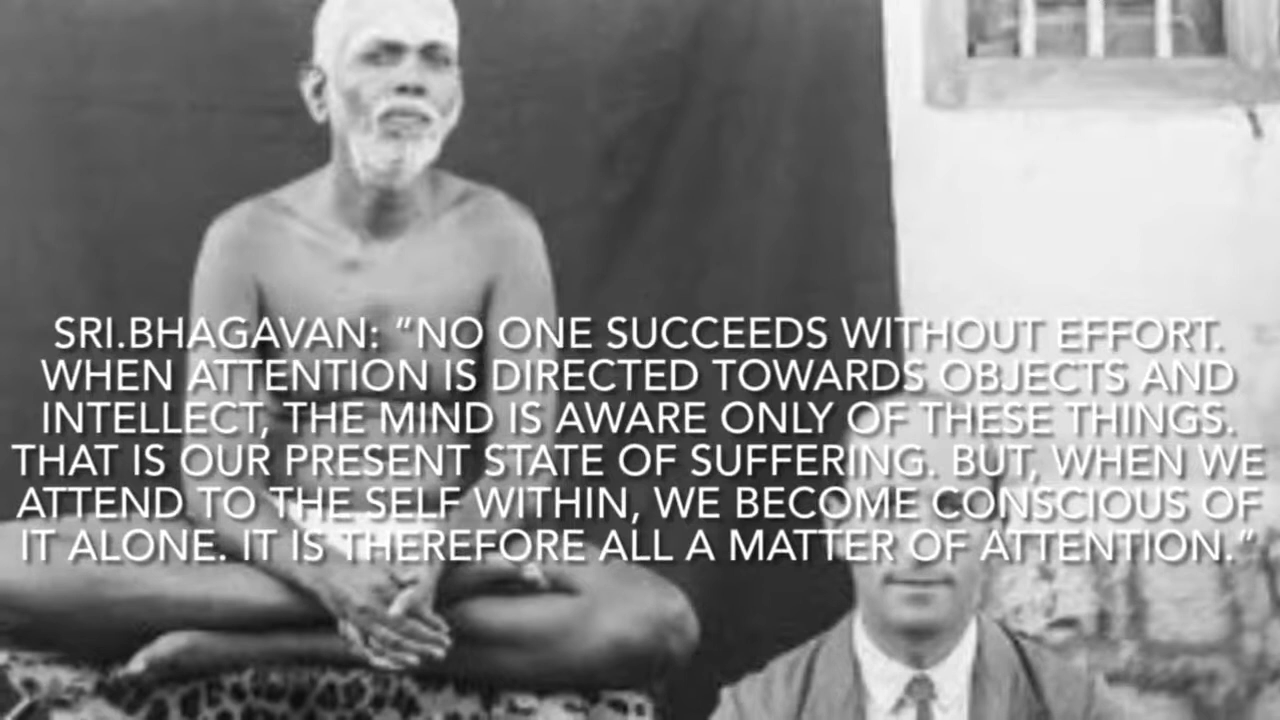 SRI.BHAGAVAN: “NO ONE SUCCEEDS WITHOUT EFFORT.
WHEN ATTENTION IS DIRECTED TOWARDS OBJECTS AND
INTELLECT, THE MIND IS AWARE ONLY OF THESE THINGS.
THAT IS OUR PRESENT STATE OF SUFFERING. BUT, WHEN WE
ATTEND TO THE SELF WITHIN, WE BECOME CONSCIOUS OF
IT ALONE. IT IS THEREFORE ALL A MATTER OF ATTENTION.”